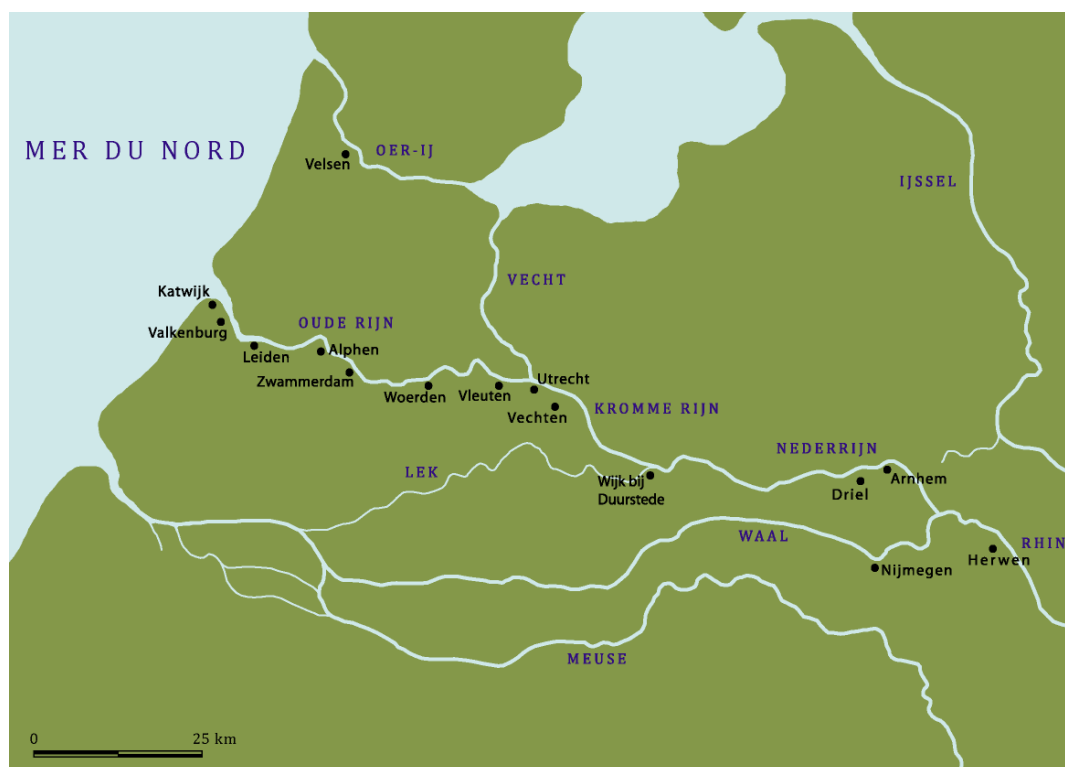 MER DU NORD
Velsen
OER-IJ
IJSSEL
VECHT
Katwijk
Valkenburg
OUDE RIJN
Leiden
Alphen
Zwammerdam
Woerden
Vleuten
Utrecht
Vechten
KROMME RIJN
NEDERRIJN
LEK
Wijk bij
Duurstede
Arnhem
Driel
WAAL
RHIN
Herwen
Nijmegen
MEUSE
0 25 km